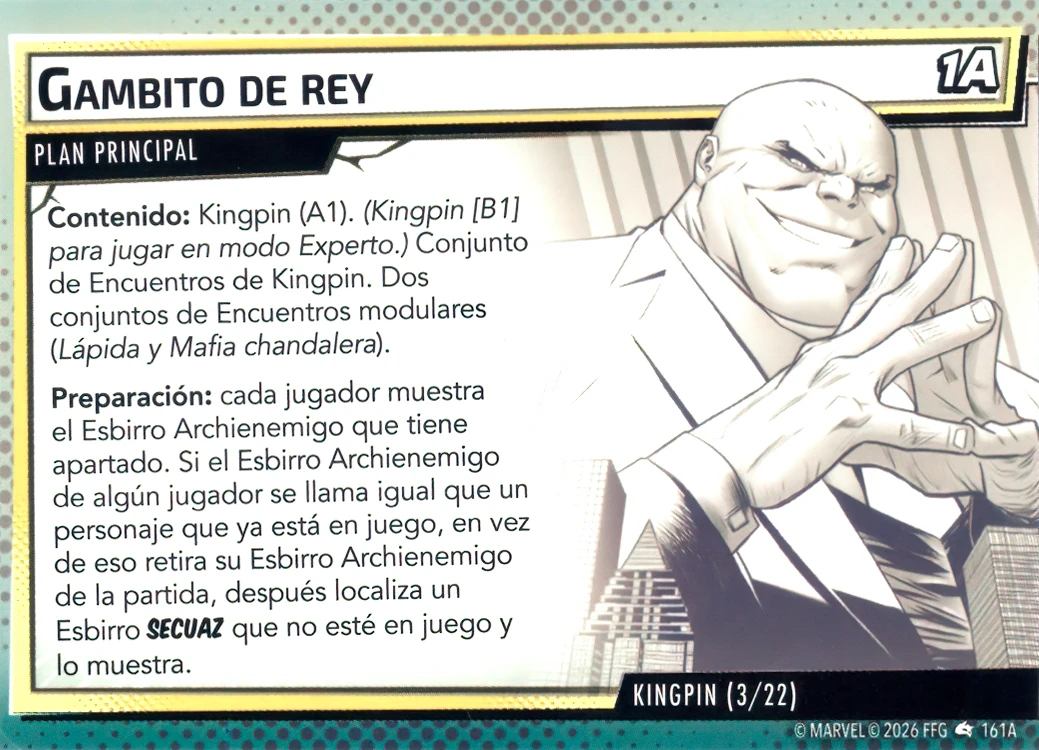 GAMBITO DE REY
1A
PLAN PRINCIPAL
Contenido: Kingpin (A1). (Kingpin [B1]
para jugar en modo Experto.) Conjunto
de Encuentros de Kingpin. Dos
conjuntos de Encuentros modulares
(Lápida y Mafia chandalera).
Preparación: cada jugador muestra
el Esbirro Archienemigo que tiene
apartado. Si el Esbirro Archienemigo
de algún jugador se llama igual que un
personaje que ya está en juego, en vez
de eso retira su Esbirro Archienemigo
de la partida, después localiza un
Esbirro SECUAZ que no esté en juego y
lo muestra.
KINGPIN (3/22)
© MARVEL © 2026 FFG 161A